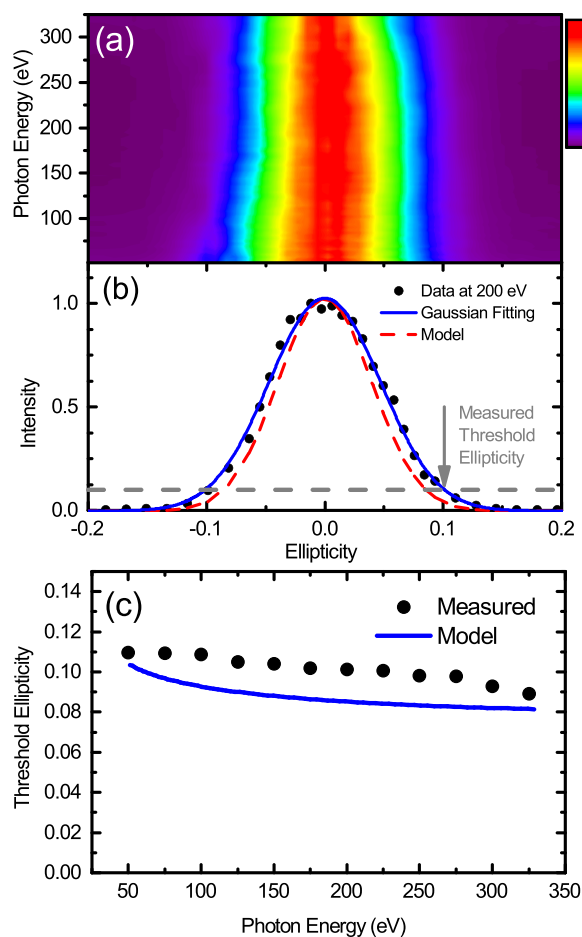 (a)
Photon Energy (eV)
300
250
200
150
100
(b)
Data at 200 eV
Gaussian Fitting
Model
Measured
Threshold
Ellipticity
Intensity
1.0
0.5
0.0
-0.2 -0.1 0.0 0.1 0.2
Ellipticity
(c)
Measured
Model
Threshold Ellipticity
0.14
0.12
0.10
0.08
0.06
0.04
0.02
0.00
50 100 150 200 250 300 350
Photon Energy (eV)